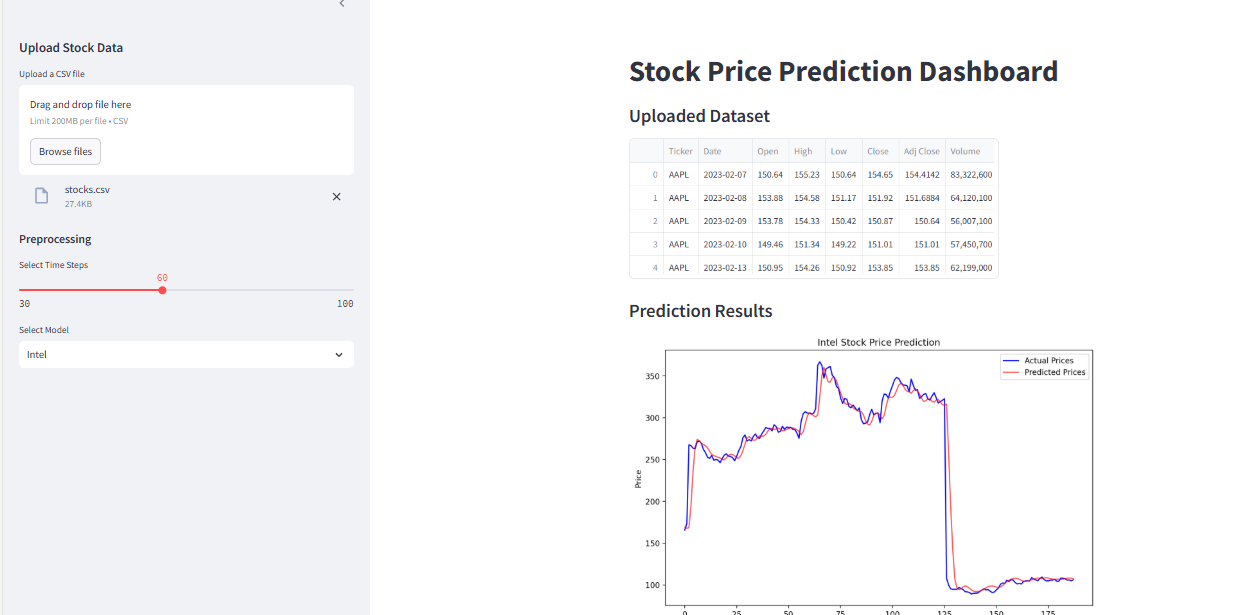 Upload Stock Data
Upload a CSV file
Drag and drop file here
Limit 200MB per file • CSV
Browse files
stocks.csv
27.4KB
Preprocessing
Select Time Steps
60
30 100
Select Model
Intel
Stock Price Prediction Dashboard
Uploaded Dataset
Ticker Date Open High Low Close Adj Close Volume
0 AAPL 2023-02-07 150.64 155.23 150.64 154.65 154.4142 83,322,600
1 AAPL 2023-02-08 153.88 154.58 151.17 151.92 151.6884 64,120,100
2 AAPL 2023-02-09 153.78 154.33 150.42 150.87 150.64 56,007,100
3 AAPL 2023-02-10 149.46 151.34 149.22 151.01 151.01 57,450,700
4 AAPL 2023-02-13 150.95 154.26 150.92 153.85 153.85 62,199,000
Prediction Results
Intel Stock Price Prediction
Actual Prices
Predicted Prices
Price
350
300
250
200
150
100
0 25 50 75 100 125 150 175